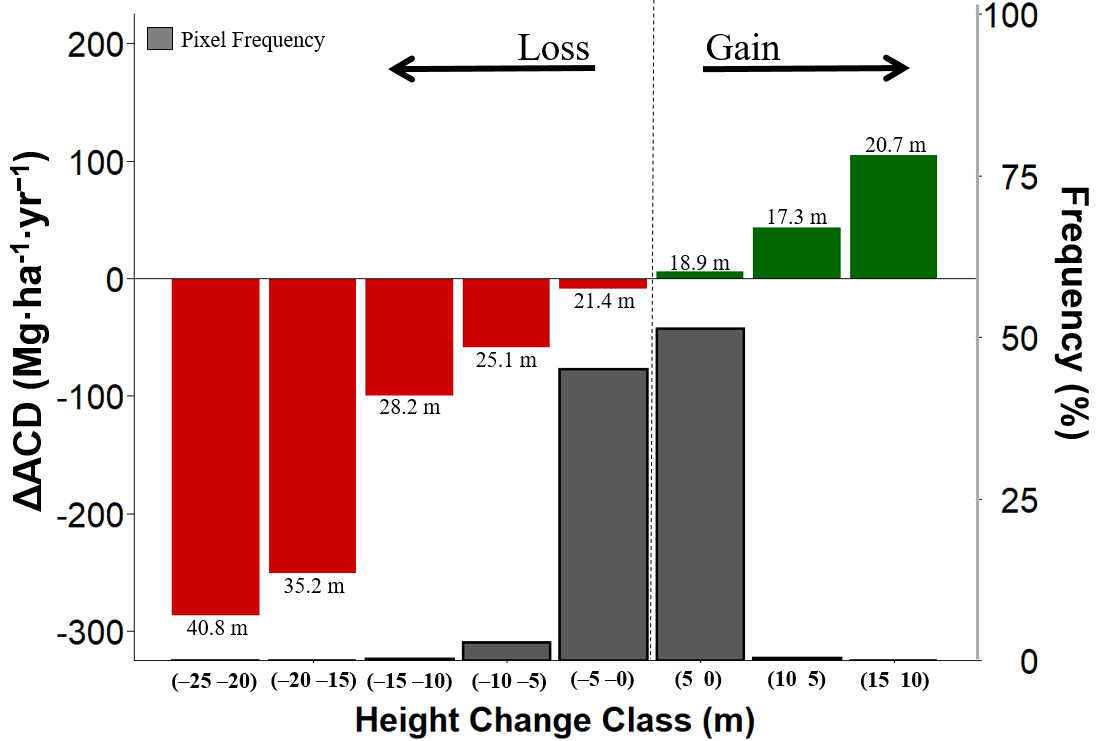 Pixel Frequency
Loss
Gain
200
100
0
-100
-200
-300
ΔACD (Mg·ha⁻¹·yr⁻¹)
100
75
50
25
0
Frequency (%)
40.8 m
35.2 m
28.2 m
25.1 m
21.4 m
18.9 m
17.3 m
20.7 m
(–25 –20)
(–20 –15)
(–15 –10)
(–10 –5)
(–5 –0)
(5 0)
(10 5)
(15 10)
Height Change Class (m)